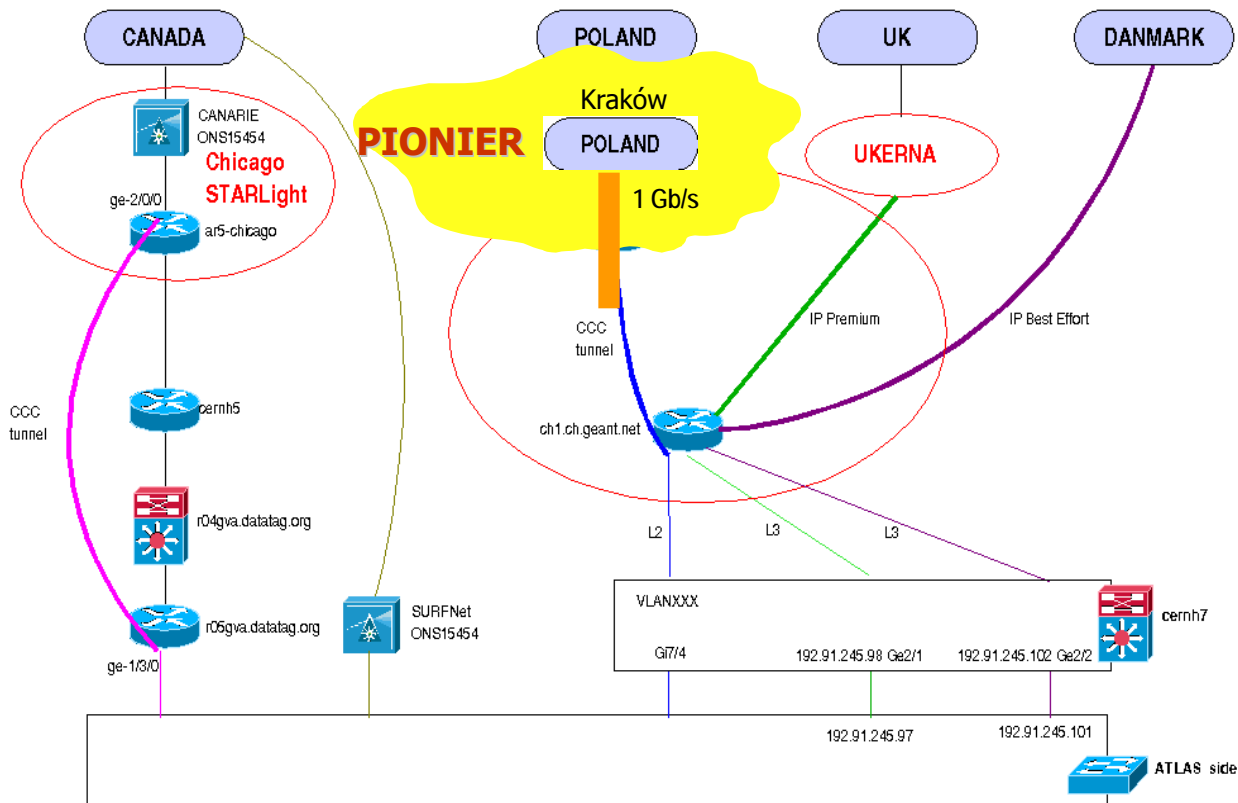 CANADA
POLAND
UK
DANMARK
CANARIE
ONS15454
Chicago
STARLight
ge-2/0/0
ar5-chicago
Kraków
PIONIER
POLAND
1 Gb/s
UKERNA
IP Premium
IP Best Effort
CCC
tunnel
CCC
tunnel
cernh5
ch1.ch.geant.net
r04gva.datatag.org
L2
L3
L3
SURFNet
ONS15454
r05gva.datatag.org
ge-1/3/0
VLANXXX
cernh7
Gi7/4
192.91.245.98 Ge2/1
192.91.245.102 Ge2/2
192.91.245.97
192.91.245.101
ATLAS side